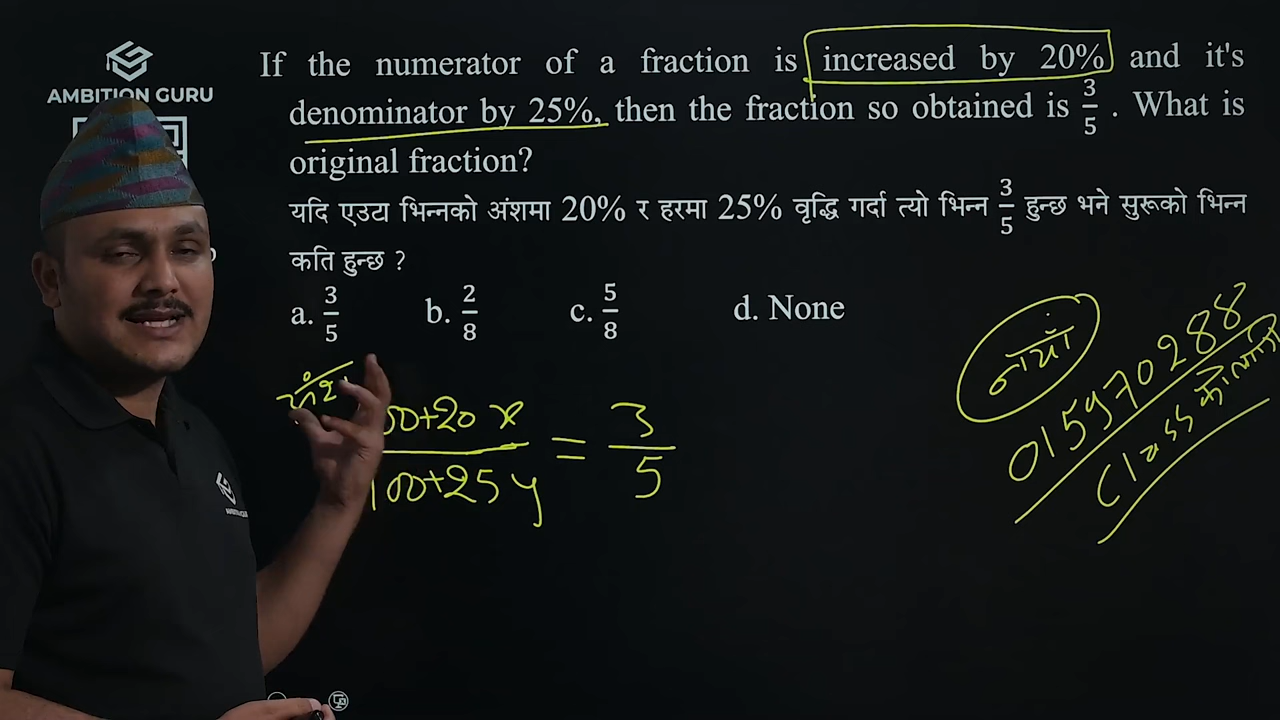 AMBITION GURU
If the numerator of a fraction is increased by 20% and it's
denominator by 25%, then the fraction so obtained is 3/5 . What is
original fraction?
यदि एउटा भिन्नको अंशमा 20% र हरमा 25% वृद्धि गर्दा त्यो भिन्न 3/5 हुन्छ भने सुरूको भिन्न
कति हुन्छ ?
a. 3/5 b. 2/8 c. 5/8 d. None
नयाँ
015970288
Class को लागि
00+20 x
100+25 y
= 3/5